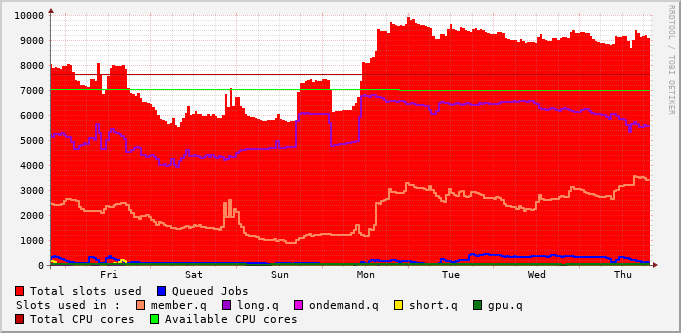 10000
9000
8000
7000
6000
5000
4000
3000
2000
1000
0
Fri Sat Sun Mon Tue Wed Thu
RRDTOOL / TOBI OETIKER
Total slots used Queued Jobs
Slots used in : member.q long.q ondemand.q short.q gpu.q
Total CPU cores Available CPU cores